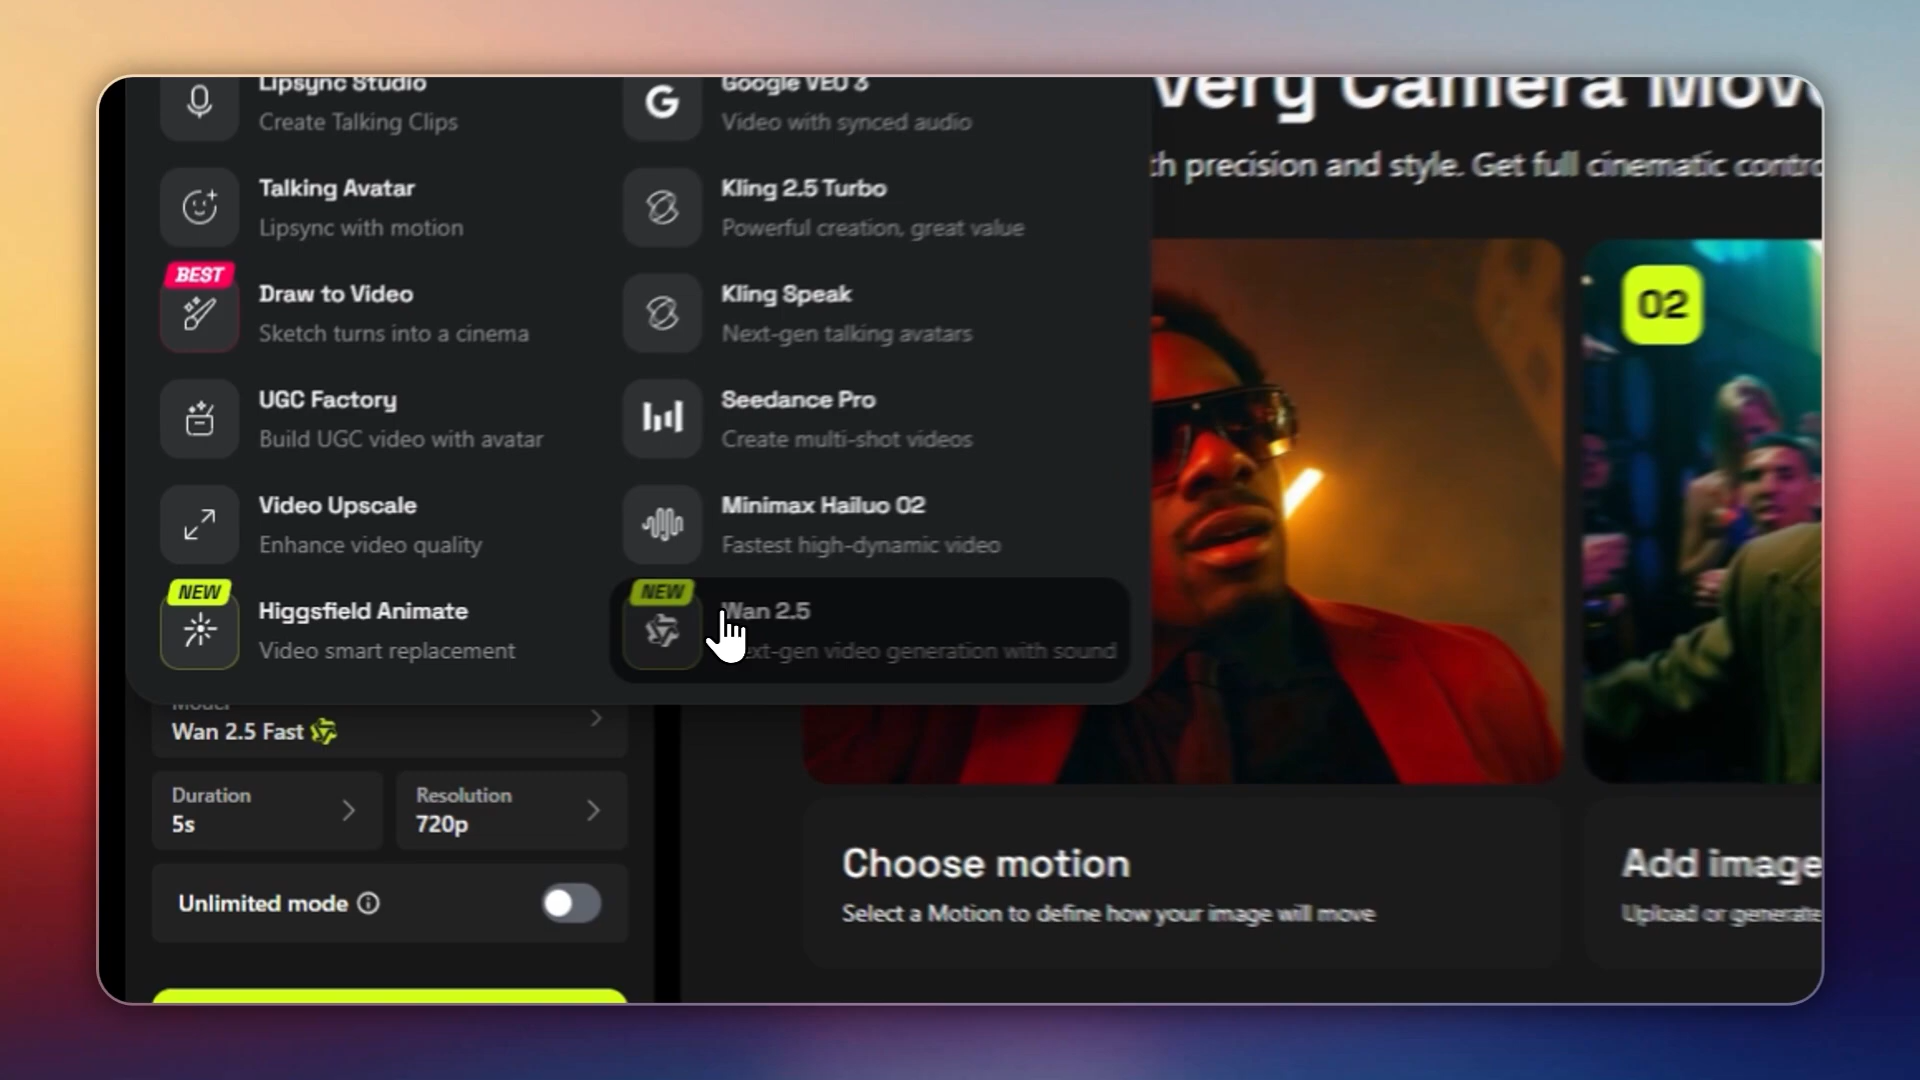 Lipsync Studio
Create Talking Clips
Talking Avatar
Lipsync with motion
BEST
Draw to Video
Sketch turns into a cinema
UGC Factory
Build UGC video with avatar
Video Upscale
Enhance video quality
NEW
Higgsfield Animate
Video smart replacement
Google VEO 3
Video with synced audio
Kling 2.5 Turbo
Powerful creation, great value
Kling Speak
Next-gen talking avatars
Seedance Pro
Create multi-shot videos
Minimax Hailuo 02
Fastest high-dynamic video
NEW
Wan 2.5
ext-gen video generation with sound
Model
Wan 2.5 Fast
Duration
5s
Resolution
720p
Unlimited mode
very Camera Mov
th precision and style. Get full cinematic contro
02
Choose motion
Select a Motion to define how your image will move
Add image
Upload or generate